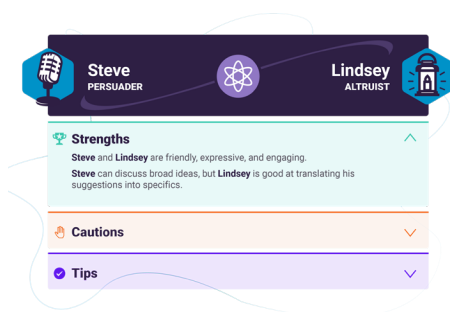 Steve
PERSUADER
Lindsey
ALTRUIST
Strengths
Steve and Lindsey are friendly, expressive, and engaging.
Steve can discuss broad ideas, but Lindsey is good at translating his
suggestions into specifics.
Cautions
Tips